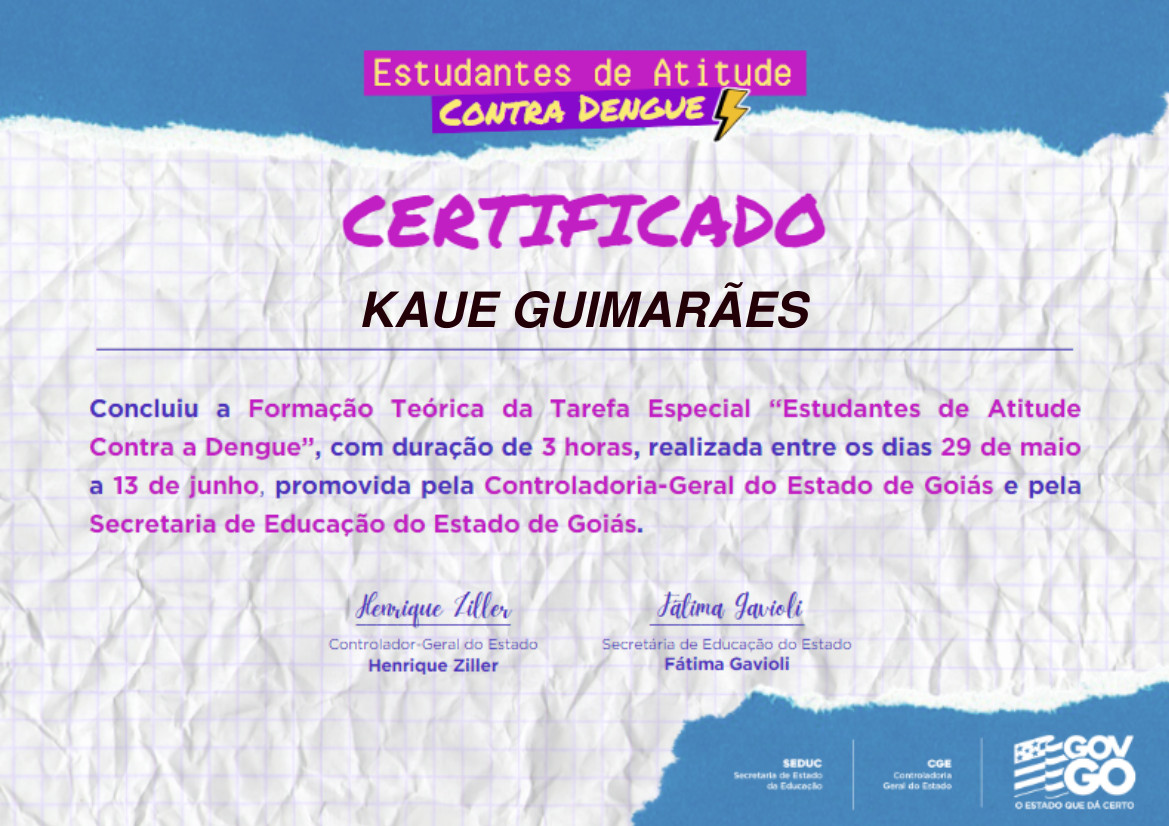 Estudantes de Atitude
CONTRA DENGUE
CERTIFICADO
KAUE GUIMARÃES
Concluiu a Formação Teórica da Tarefa Especial “Estudantes de Atitude
Contra a Dengue”, com duração de 3 horas, realizada entre os dias 29 de maio
a 13 de junho, promovida pela Controladoria-Geral do Estado de Goiás e pela
Secretaria de Educação do Estado de Goiás.
Henrique Ziller
Controlador-Geral do Estado
Henrique Ziller
Fátima Gavioli
Secretária de Educação do Estado
Fátima Gavioli
SEDUC
Secretaria de Estado
da Educação
CGE
Controladoria
Geral do Estado
GOV
GO
O ESTADO QUE DÁ CERTO